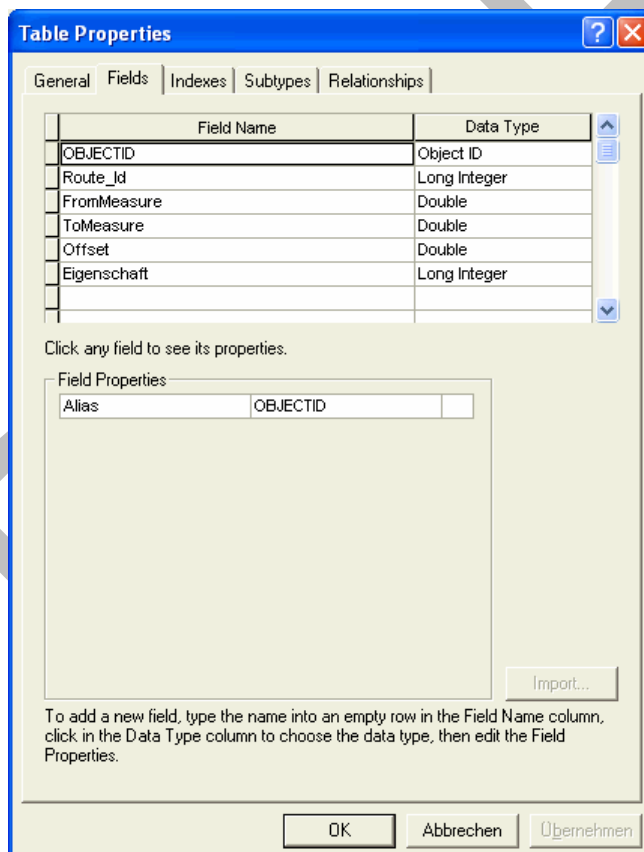 Table Properties
General Fields Indexes Subtypes Relationships
Field Name Data Type
OBJECTID Object ID
Route_Id Long Integer
FromMeasure Double
ToMeasure Double
Offset Double
Eigenschaft Long Integer
Click any field to see its properties.
Field Properties
Alias OBJECTID
Import...
To add a new field, type the name into an empty row in the Field Name column,
click in the Data Type column to choose the data type, then edit the Field
Properties.
OK Abbrechen Übernehmen